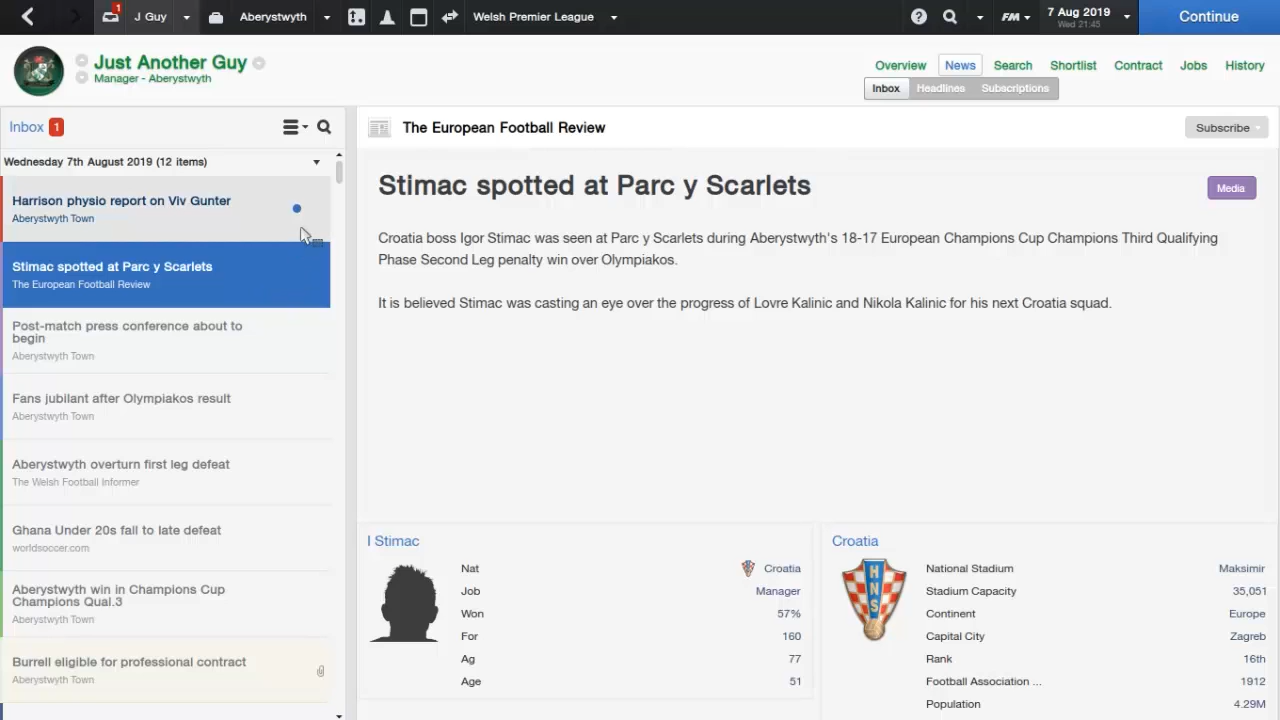 1
J Guy
Aberystwyth
Welsh Premier League
FM
7 Aug 2019
Wed 21:45
Continue
Just Another Guy
Manager - Aberystwyth
Overview
News
Search
Shortlist
Contract
Jobs
History
Inbox
Headlines
Subscriptions
Inbox 1
Wednesday 7th August 2019 (12 items)
Harrison physio report on Viv Gunter
Aberystwyth Town
Stimac spotted at Parc y Scarlets
The European Football Review
Post-match press conference about to
begin
Aberystwyth Town
Fans jubilant after Olympiakos result
Aberystwyth Town
Aberystwyth overturn first leg defeat
The Welsh Football Informer
Ghana Under 20s fail to late defeat
worldsoccer.com
Aberystwyth win in Champions Cup
Champions Qual.3
Aberystwyth Town
Burrell eligible for professional contract
Aberystwyth Town
The European Football Review
Subscribe
Stimac spotted at Parc y Scarlets
Media
Croatia boss Igor Stimac was seen at Parc y Scarlets during Aberystwyth's 18-17 European Champions Cup Champions Third Qualifying
Phase Second Leg penalty win over Olympiakos.
It is believed Stimac was casting an eye over the progress of Lovre Kalinic and Nikola Kalinic for his next Croatia squad.
I Stimac
Nat Croatia
Job Manager
Won 57%
For 160
Ag 77
Age 51
Croatia
HNS
National Stadium Maksimir
Stadium Capacity 35,051
Continent Europe
Capital City Zagreb
Rank 16th
Football Association ... 1912
Population 4.29M